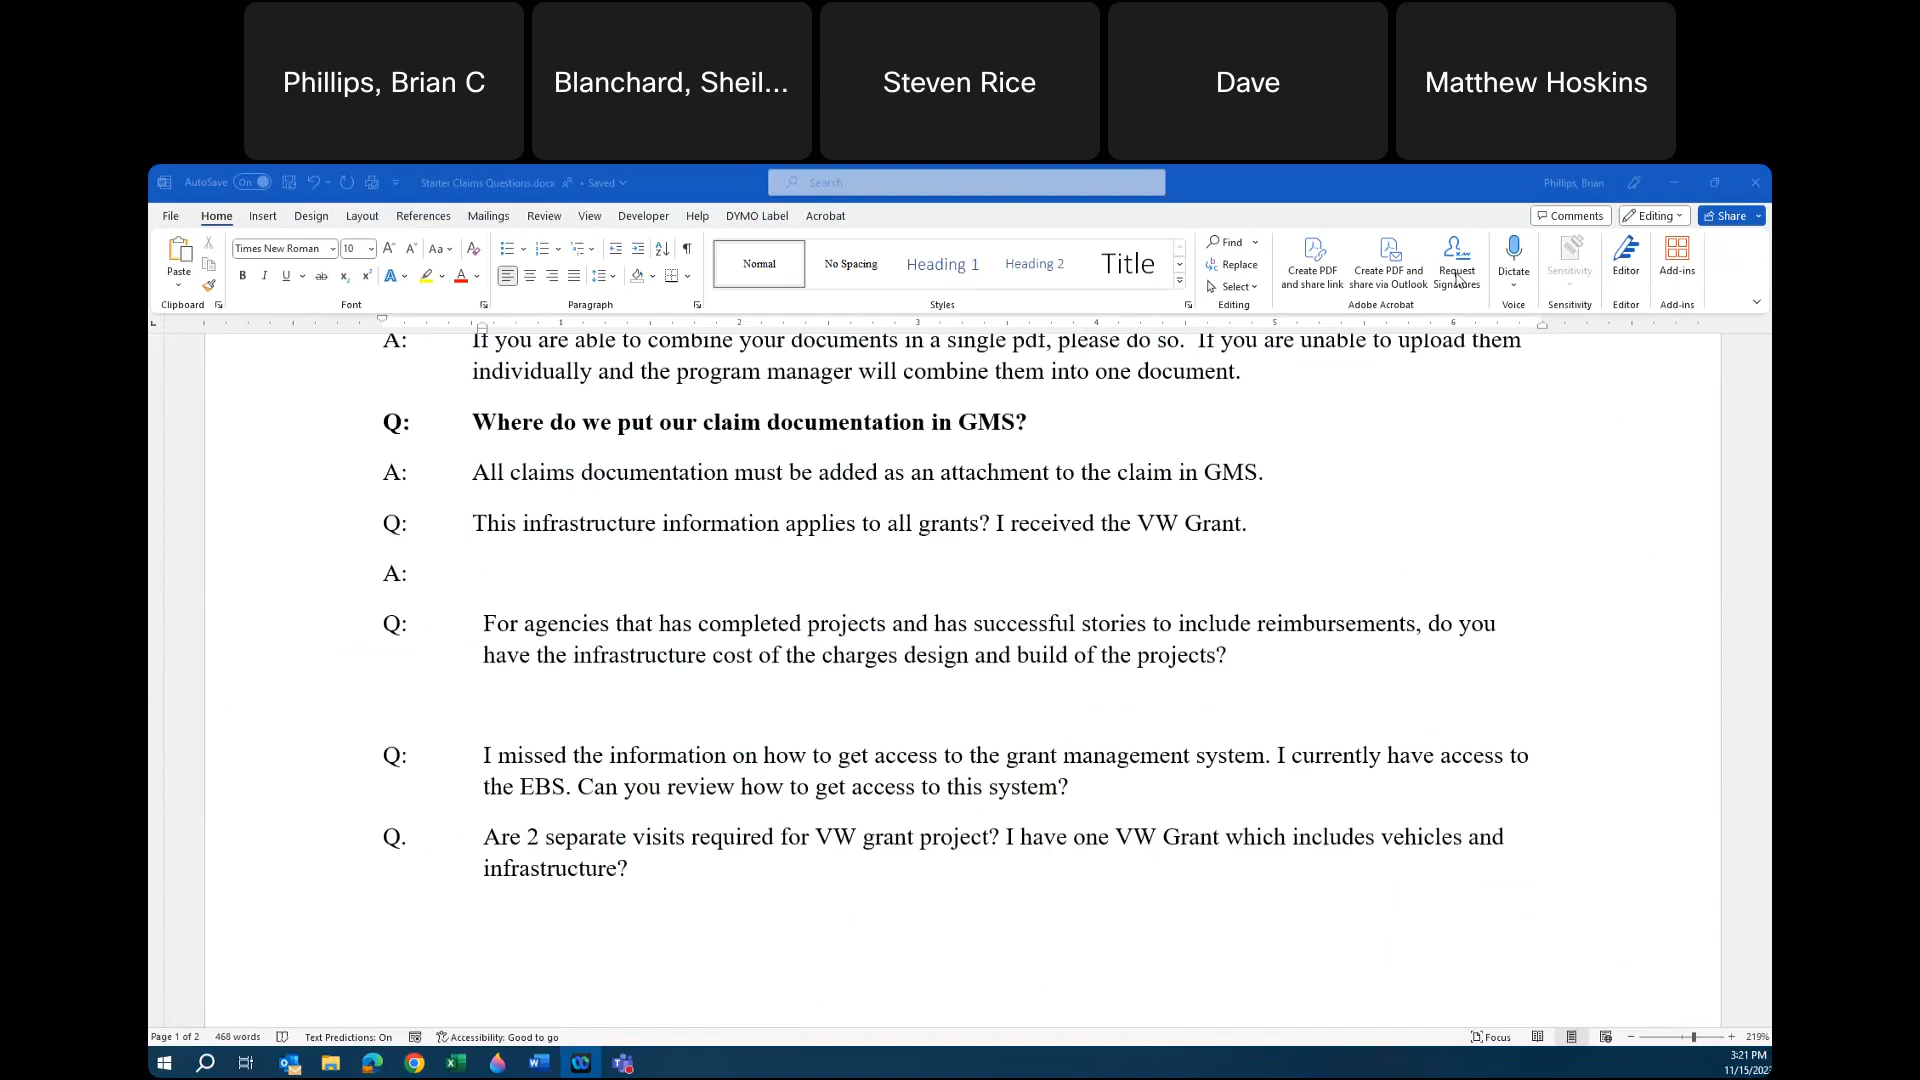 Phillips, Brian C
Blanchard, Sheil...
Steven Rice
Dave
Matthew Hoskins
AutoSave On Starter Claims Questions.docx • Saved Search Phillips, Brian
File Home Insert Design Layout References Mailings Review View Developer Help DYMO Label Acrobat Comments Editing Share
Paste
Clipboard
Times New Roman 10
Font
Paragraph
Normal No Spacing Heading 1 Heading 2 Title
Styles
Find
Replace
Select
Editing
Create PDF and share link
Create PDF and share via Outlook
Request Signatures
Adobe Acrobat
Dictate
Voice
Sensitivity
Sensitivity
Editor
Editor
Add-ins
Add-ins
1 2 3 4 5 6
A: If you are able to combine your documents in a single pdf, please do so. If you are unable to upload them
individually and the program manager will combine them into one document.
Q: Where do we put our claim documentation in GMS?
A: All claims documentation must be added as an attachment to the claim in GMS.
Q: This infrastructure information applies to all grants? I received the VW Grant.
A:
Q: For agencies that has completed projects and has successful stories to include reimbursements, do you
have the infrastructure cost of the charges design and build of the projects?
Q: I missed the information on how to get access to the grant management system. I currently have access to
the EBS. Can you review how to get access to this system?
Q. Are 2 separate visits required for VW grant project? I have one VW Grant which includes vehicles and
infrastructure?
Page 1 of 2 468 words Text Predictions: On Accessibility: Good to go Focus 219%
3:21 PM